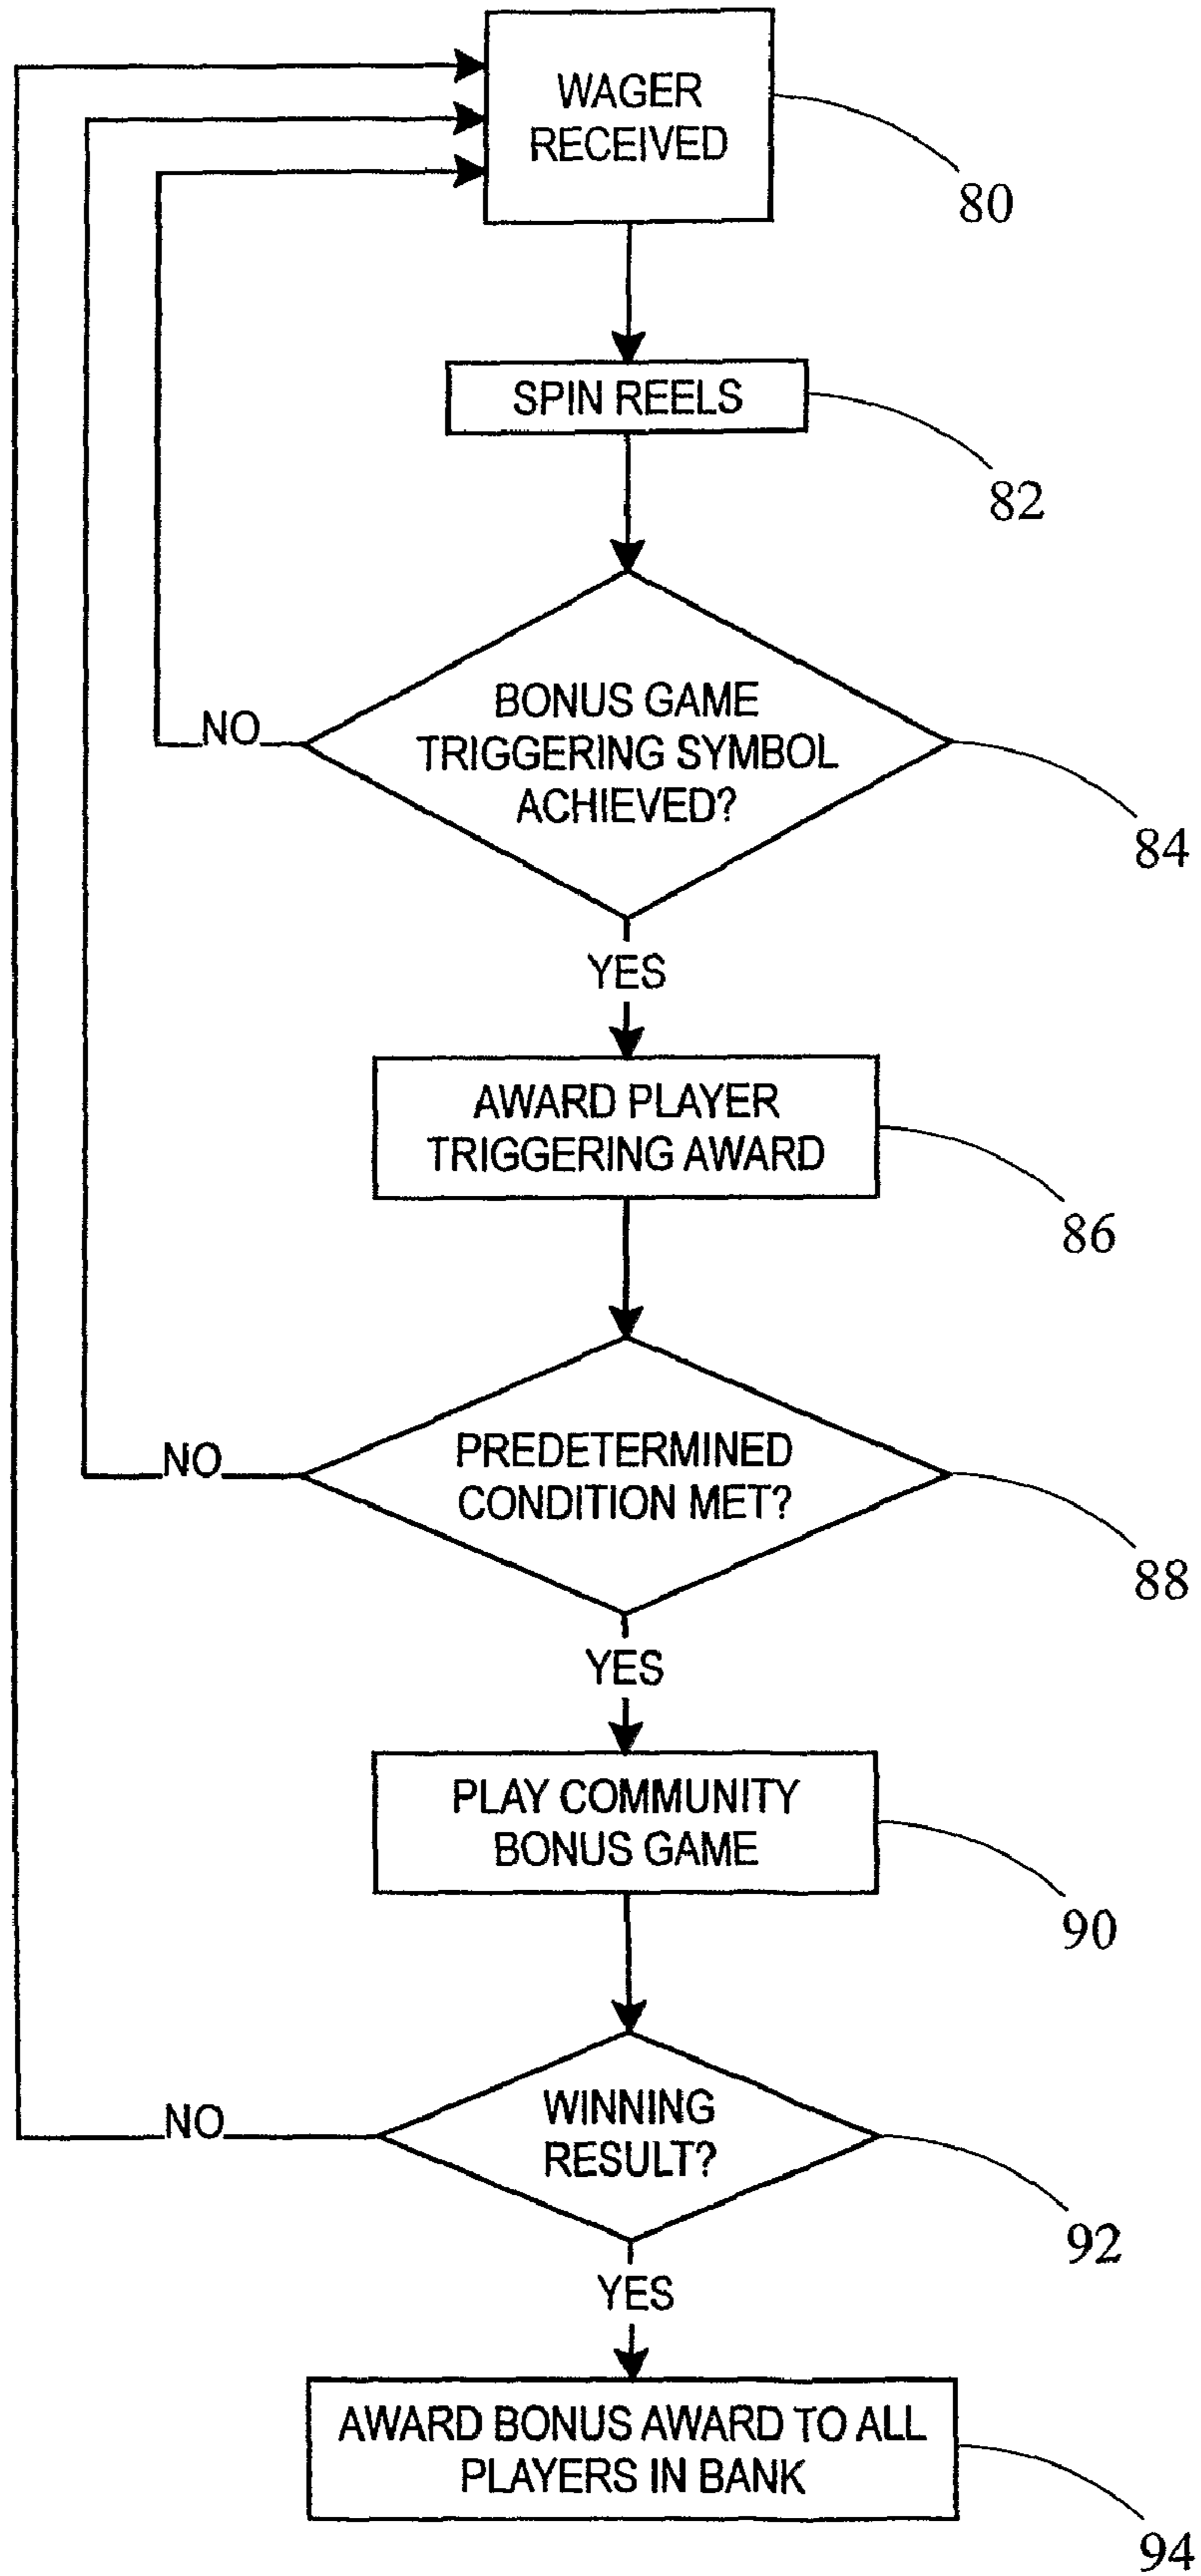 WAGER
RECEIVED
80
SPIN REELS
82
BONUS GAME
TRIGGERING SYMBOL
ACHIEVED?
NO
84
YES
AWARD PLAYER
TRIGGERING AWARD
86
PREDETERMINED
CONDITION MET?
NO
88
YES
PLAY COMMUNITY
BONUS GAME
90
WINNING
RESULT?
NO
92
YES
AWARD BONUS AWARD TO ALL
PLAYERS IN BANK
94